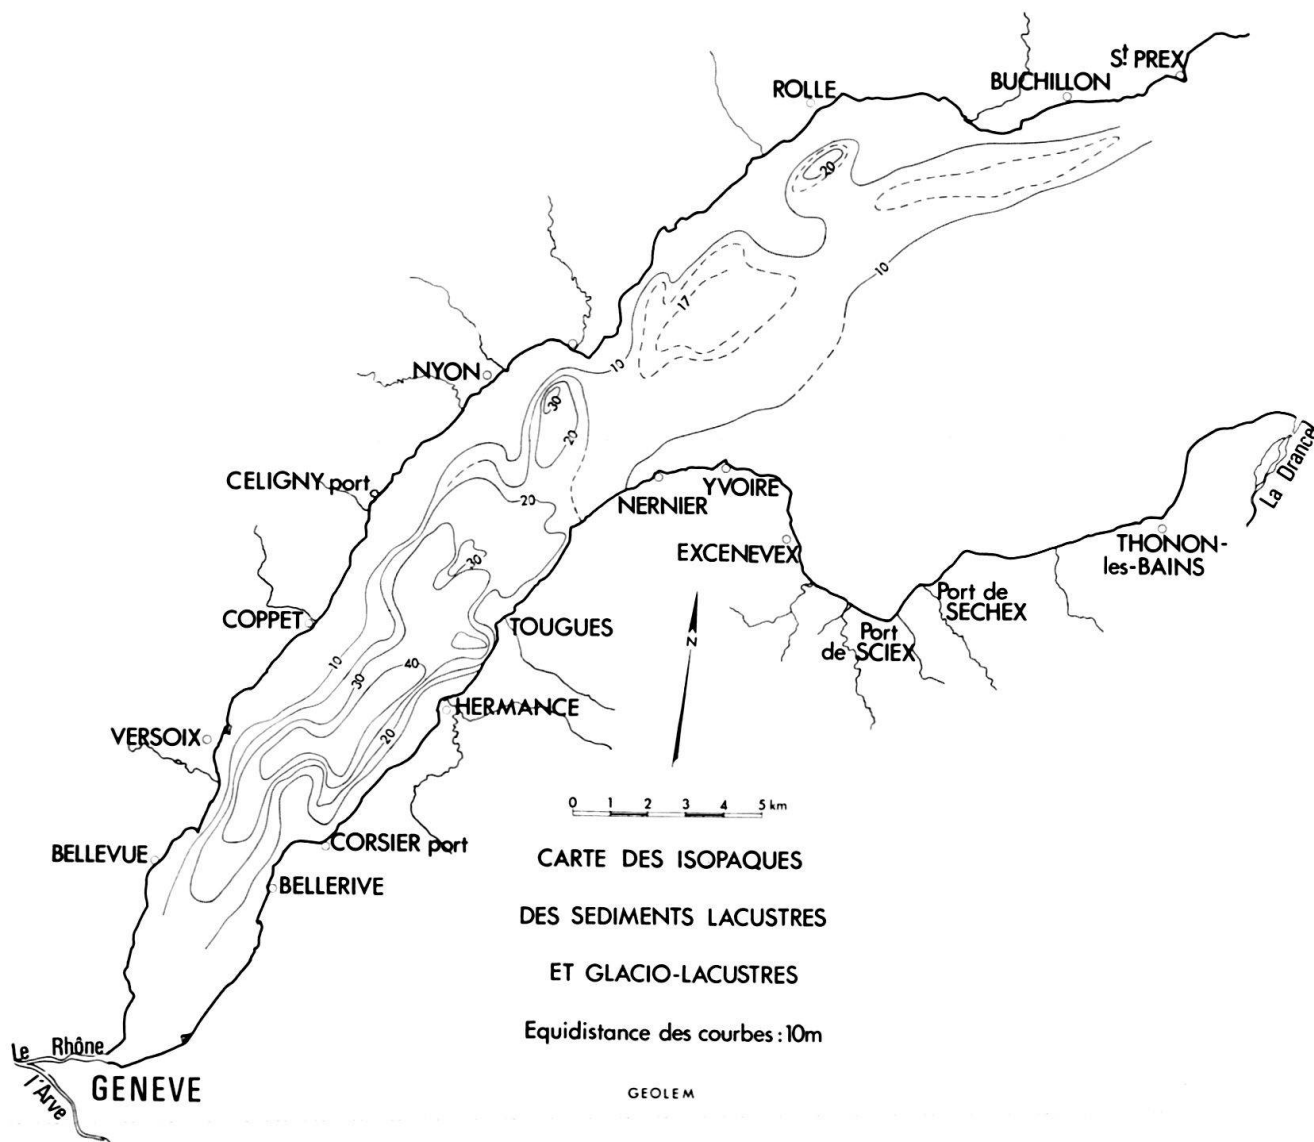 St PREX
BUCHILLON
ROLLE
20
10
17
10
NYON
30
20
CELIGNY port
20
YVOIRE
NERNIER
EXCENEVEX
La Drance
THONON-
les-BAINS
30
Port de
SECHEX
COPPET
TOUGUES
Port
de SCIEX
N
10
30
40
HERMANCE
VERSOIX
20
0 1 2 3 4 5 km
BELLEVUE
CORSIER port
BELLERIVE
CARTE DES ISOPAQUES
DES SEDIMENTS LACUSTRES
ET GLACIO-LACUSTRES
Equidistance des courbes : 10m
Le Rhône
l'Arve
GENEVE
GEOLEM